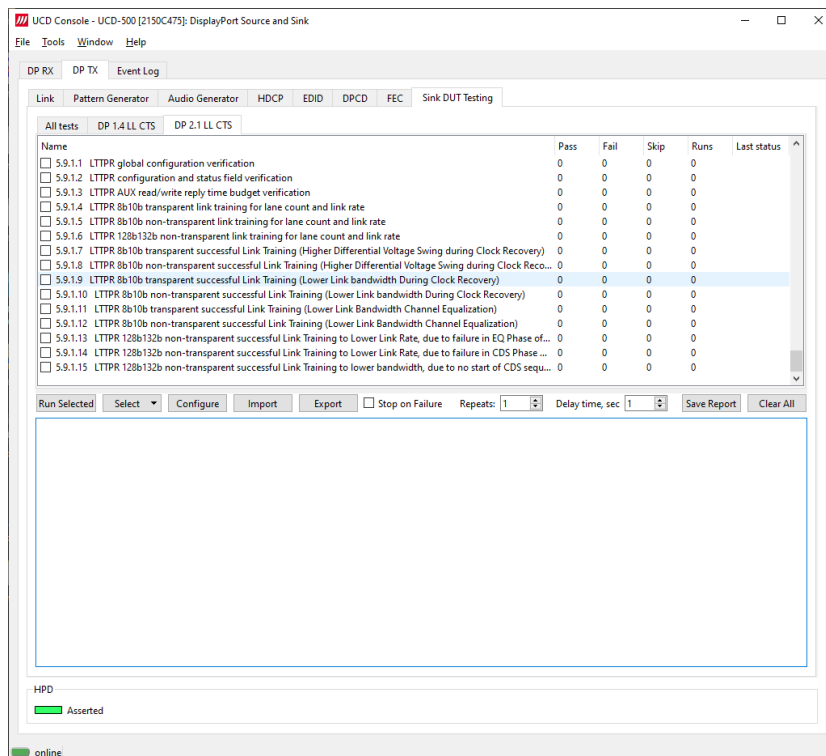 UCD Console - UCD-500 [2150C475]: DisplayPort Source and Sink
File Tools Window Help
DP RX DP TX Event Log
Link Pattern Generator Audio Generator HDCP EDID DPCD FEC Sink DUT Testing
All tests DP 1.4 LL CTS DP 2.1 LL CTS
Name Pass Fail Skip Runs Last status
5.9.1.1 LTTPR global configuration verification 0 0 0 0
5.9.1.2 LTTPR configuration and status field verification 0 0 0 0
5.9.1.3 LTTPR AUX read/write reply time budget verification 0 0 0 0
5.9.1.4 LTTPR 8b10b transparent link training for lane count and link rate 0 0 0 0
5.9.1.5 LTTPR 8b10b non-transparent link training for lane count and link rate 0 0 0 0
5.9.1.6 LTTPR 128b132b non-transparent link training for lane count and link rate 0 0 0 0
5.9.1.7 LTTPR 8b10b transparent successful Link Training (Higher Differential Voltage Swing during Clock Recovery) 0 0 0 0
5.9.1.8 LTTPR 8b10b non-transparent successful Link Training (Higher Differential Voltage Swing during Clock Reco... 0 0 0 0
5.9.1.9 LTTPR 8b10b transparent successful Link Training (Lower Link bandwidth During Clock Recovery) 0 0 0 0
5.9.1.10 LTTPR 8b10b non-transparent successful Link Training (Lower Link bandwidth During Clock Recovery) 0 0 0 0
5.9.1.11 LTTPR 8b10b transparent successful Link Training (Lower Link Bandwidth Channel Equalization) 0 0 0 0
5.9.1.12 LTTPR 8b10b non-transparent successful Link Training (Lower Link Bandwidth Channel Equalization) 0 0 0 0
5.9.1.13 LTTPR 128b132b non-transparent successful Link Training to Lower Link Rate, due to failure in EQ Phase of... 0 0 0 0
5.9.1.14 LTTPR 128b132b non-transparent successful Link Training to Lower Link Rate, due to failure in CDS Phase ... 0 0 0 0
5.9.1.15 LTTPR 128b132b non-transparent successful Link Training to lower bandwidth, due to no start of CDS sequ... 0 0 0 0
Run Selected Select Configure Import Export Stop on Failure Repeats: 1 Delay time, sec 1 Save Report Clear All
HPD
Asserted
online